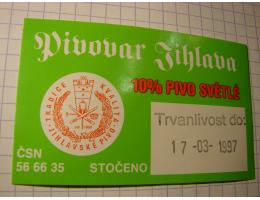 Pivovar Jihlava
10% PIVO SVĚTLÉ
TRADICE KVALITA
JIHLAVSKÉ PIVO
Trvanlivost do:
17 -03- 1997
ČSN
56 66 35
STOČENO